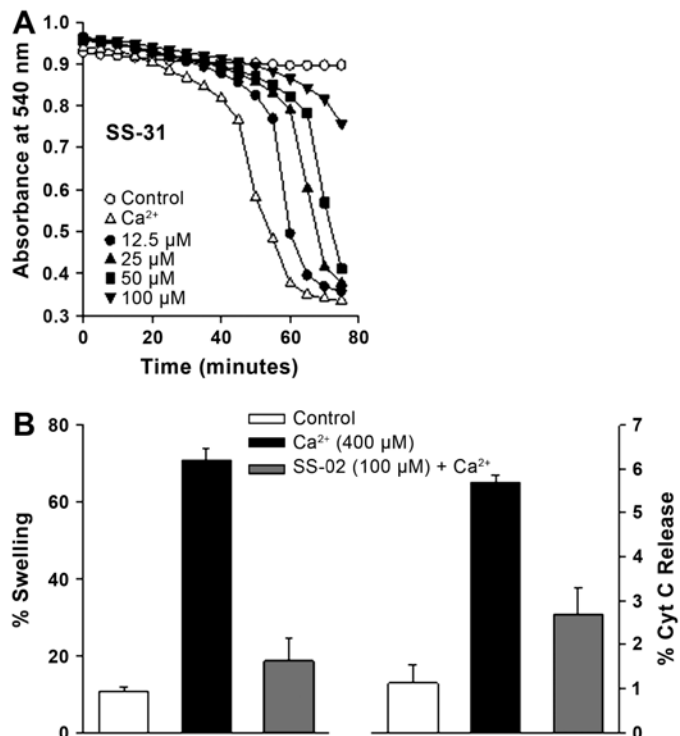 A
Absorbance at 540 nm
1.0
0.9
0.8
0.7
0.6
0.5
0.4
0.3
SS-31
Control
Ca²⁺
12.5 µM
25 µM
50 µM
100 µM
0 20 40 60 80
Time (minutes)
B
Control
Ca²⁺ (400 µM)
SS-02 (100 µM) + Ca²⁺
% Swelling
80
60
40
20
0
7
6
5
4
3
2
1
0
% Cyt C Release